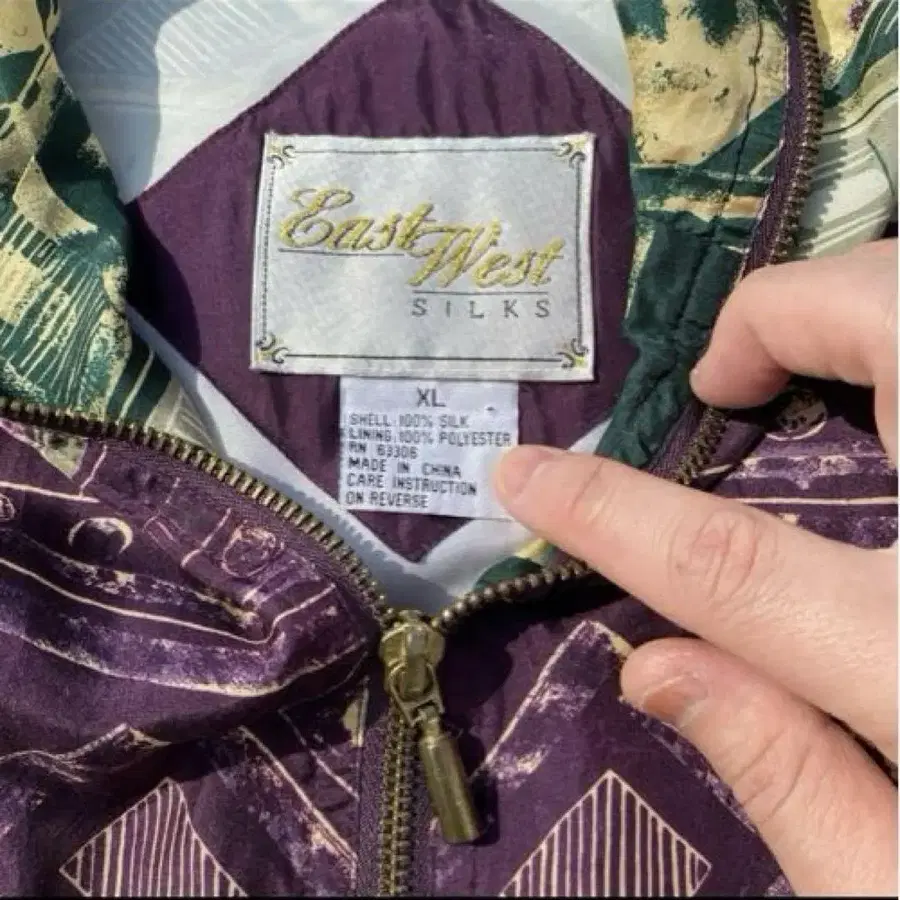 East West
SILKS
XL
SHELL: 100% SILK
LINING: 100% POLYESTER
RN 63306
MADE IN CHINA
CARE INSTRUCTION
ON REVERSE